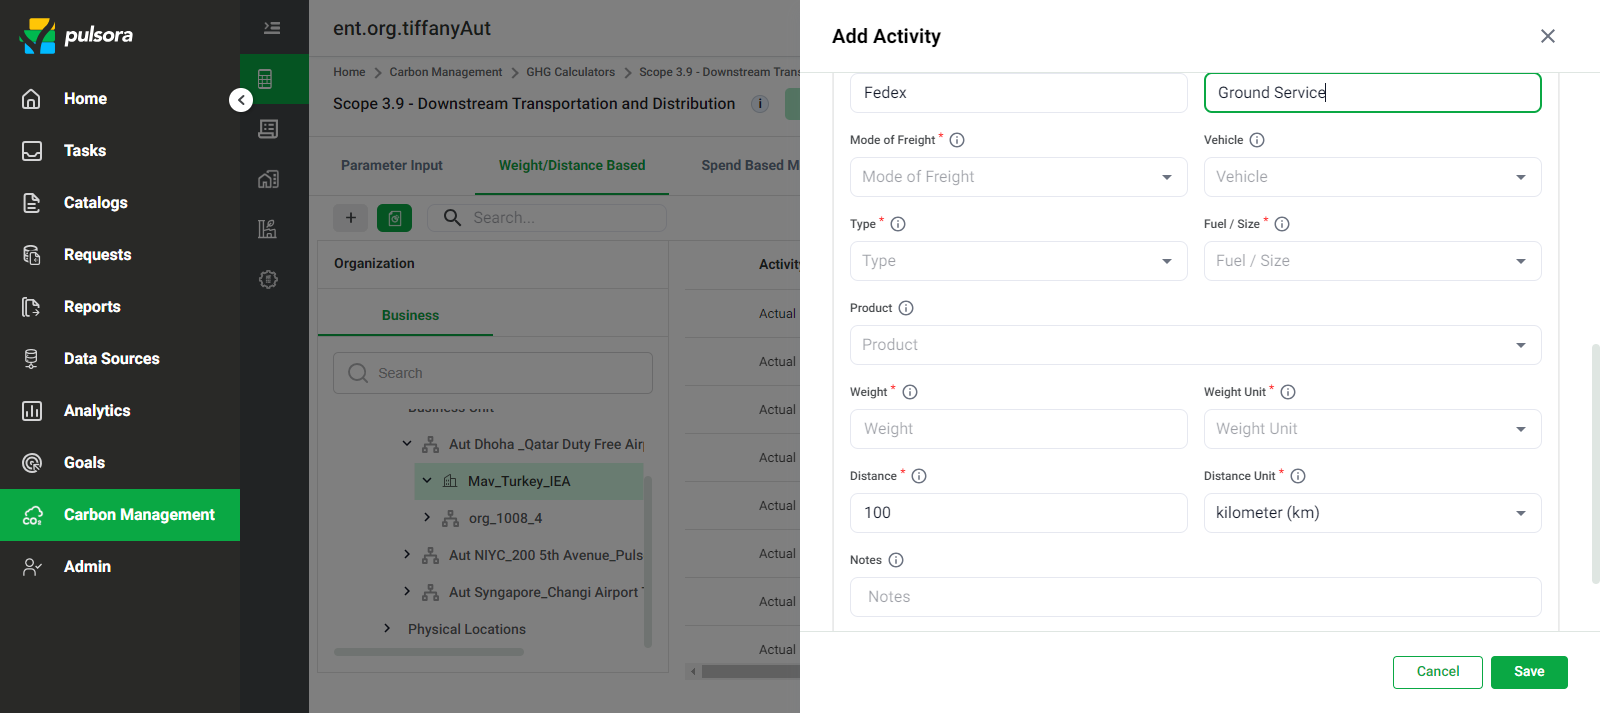 pulsora
Home
Tasks
Catalogs
Requests
Reports
Data Sources
Analytics
Goals
Carbon Management
Admin
ent.org.tiffanyAut
Home > Carbon Management > GHG Calculators > Scope 3.9 - Downstream Tran
Scope 3.9 - Downstream Transportation and Distribution
Parameter Input
Weight/Distance Based
Spend Based M
Search...
Organization
Business
Search
Business Unit
Aut Dhoha _Qatar Duty Free Air
Mav_Turkey_IEA
org_1008_4
Aut NIYC_200 5th Avenue_Puls
Aut Syngapore_Changi Airport
Physical Locations
Activity
Actual
Actual
Actual
Actual
Actual
Actual
Actual
Actual
Add Activity
Fedex
Ground Service
Mode of Freight *
Vehicle
Mode of Freight
Vehicle
Type *
Fuel / Size *
Type
Fuel / Size
Product
Product
Weight *
Weight Unit *
Weight
Weight Unit
Distance *
Distance Unit *
100
kilometer (km)
Notes
Notes
Cancel
Save